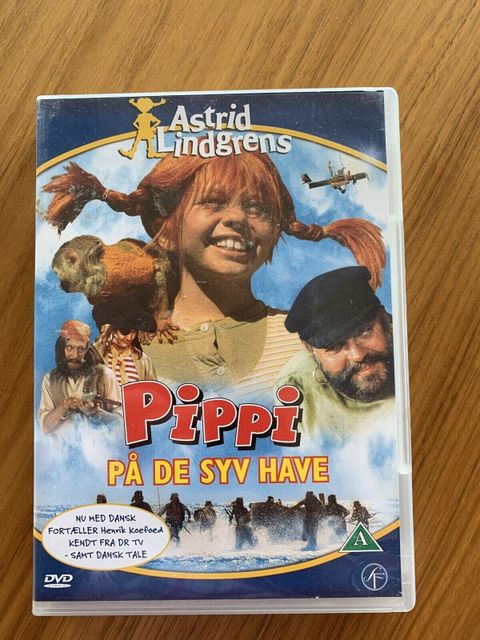 Astrid
Lindgrens
PIPPI
PÅ DE SYV HAVE
NU MED DANSK
FORTÆLLER Henrik Koefoed
KENDT FRA DR TV
- SAMT DANSK TALE
A
DVD
SF